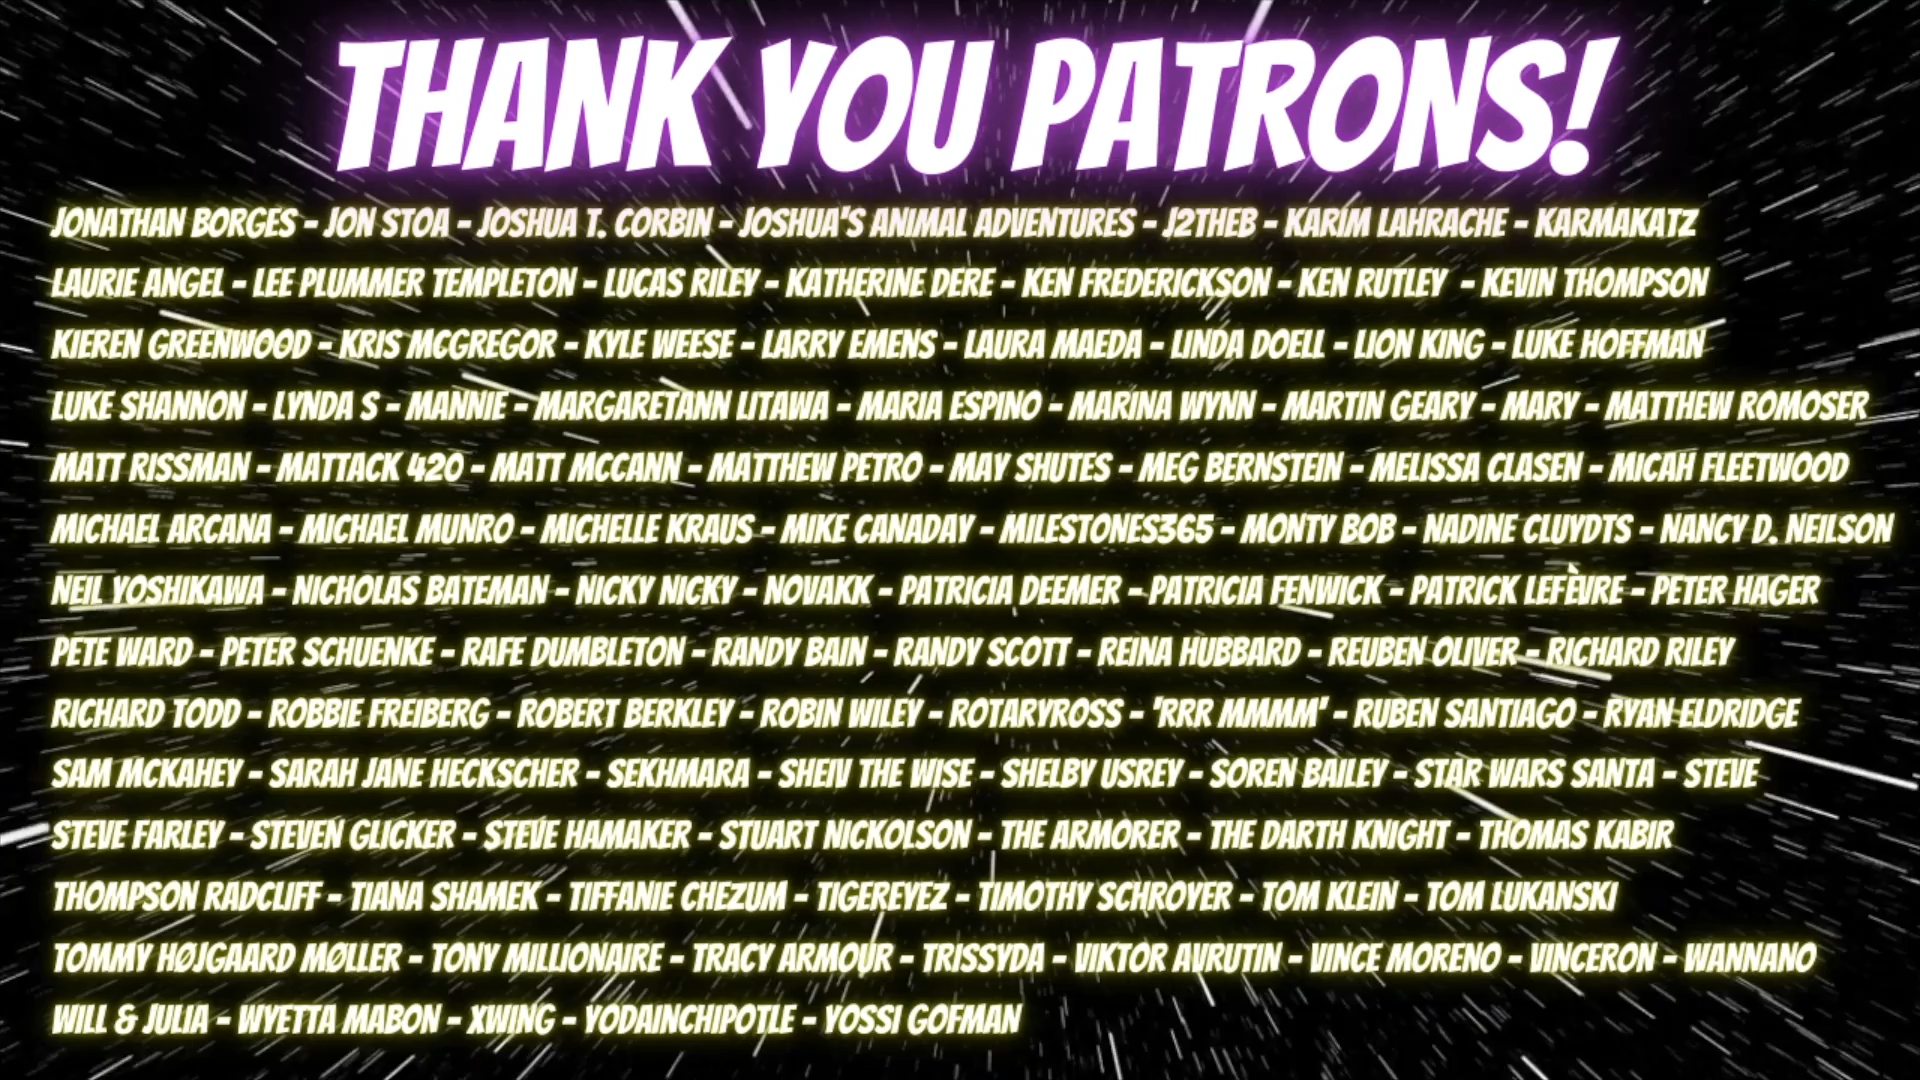 THANK YOU PATRONS!
JONATHAN BORGES - JON STOA - JOSHUA T. CORBIN - JOSHUA'S ANIMAL ADVENTURES - J2THEB - KARIM LAHRACHE - KARMAKATZ
LAURIE ANGEL - LEE PLUMMER TEMPLETON - LUCAS RILEY - KATHERINE DERE - KEN FREDERICKSON - KEN RUTLEY - KEVIN THOMPSON
KIEREN GREENWOOD - KRIS MCGREGOR - KYLE WEESE - LARRY EMENS - LAURA MAEDA - LINDA DOELL - LION KING - LUKE HOFFMAN
LUKE SHANNON - LYNDA S - MANNIE - MARGARETANN LITAWA - MARIA ESPINO - MARINA WYNN - MARTIN GEARY - MARY - MATTHEW ROMOSER
MATT RISSMAN - MATTACK 420 - MATT MCCANN - MATTHEW PETRO - MAY SHUTES - MEG BERNSTEIN - MELISSA CLASEN - MICAH FLEETWOOD
MICHAEL ARCANA - MICHAEL MUNRO - MICHELLE KRAUS - MIKE CANADAY - MILESTONES365 - MONTY BOB - NADINE CLUYDTS - NANCY D. NEILSON
NEIL YOSHIKAWA - NICHOLAS BATEMAN - NICKY NICKY - NOVAKK - PATRICIA DEEMER - PATRICIA FENWICK - PATRICK LEFÈVRE - PETER HAGER
PETE WARD - PETER SCHUENKE - RAFE DUMBLETON - RANDY BAIN - RANDY SCOTT - REINA HUBBARD - REUBEN OLIVER - RICHARD RILEY
RICHARD TODD - ROBBIE FREIBERG - ROBERT BERKLEY - ROBIN WILEY - ROTARYROSS - 'RRR MMMM' - RUBEN SANTIAGO - RYAN ELDRIDGE
SAM MCKAHEY - SARAH JANE HECKSCHER - SEKHMARA - SHEIV THE WISE - SHELBY USREY - SOREN BAILEY - STAR WARS SANTA - STEVE
STEVE FARLEY - STEVEN GLICKER - STEVE HAMAKER - STUART NICKOLSON - THE ARMORER - THE DARTH KNIGHT - THOMAS KABIR
THOMPSON RADCLIFF - TIANA SHAMEK - TIFFANIE CHEZUM - TIGEREYEZ - TIMOTHY SCHROYER - TOM KLEIN - TOM LUKANSKI
TOMMY HØJGAARD MØLLER - TONY MILLIONAIRE - TRACY ARMOUR - TRISSYDA - VIKTOR AVRUTIN - VINCE MORENO - VINCERON - WANNANO
WILL & JULIA - WYETTA MABON - XWING - YODAINCHIPOTLE - YOSSI GOFMAN